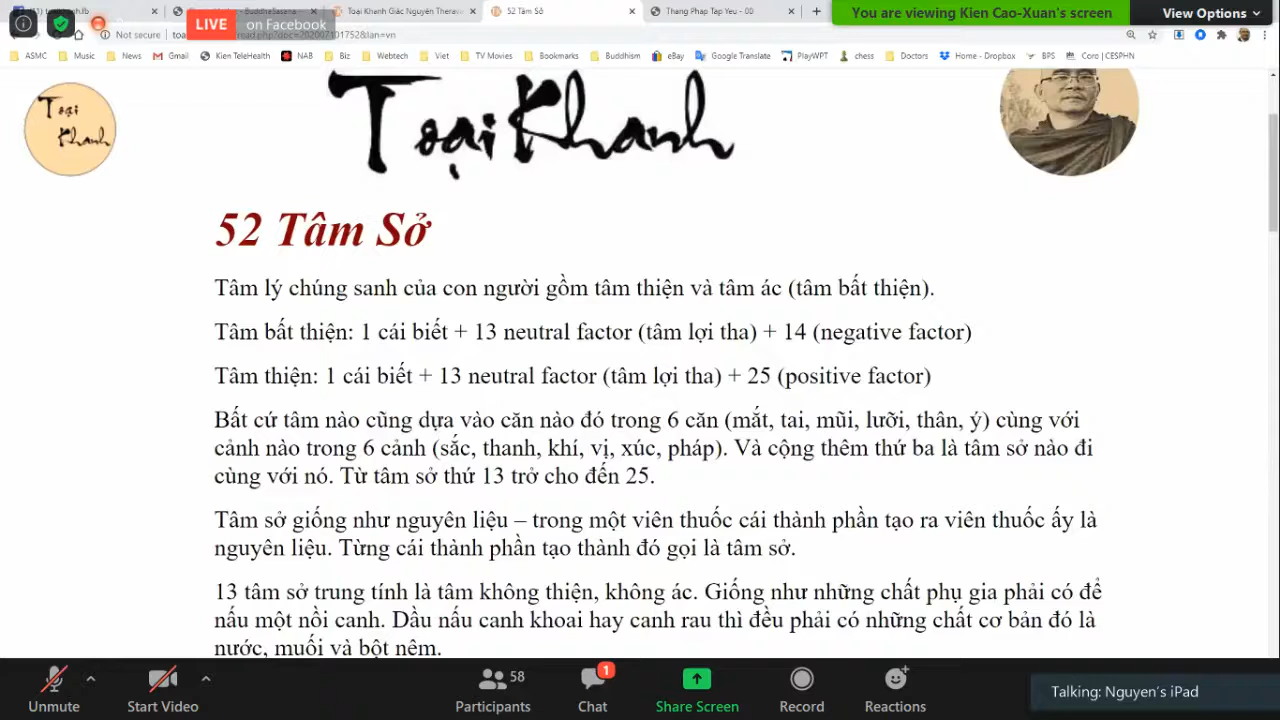 LIVE on Facebook
You are viewing Kien Cao-Xuan's screen
View Options
Toai Khanh Giác Nguyên Therava
52 Tâm Sở
Thang Phap Tap Yeu - 00
Not secure
ASMC Music News Gmail Kien TeleHealth NAB Biz Webtech Viet TV Movies Bookmarks Buddhism eBay Google Translate PlayWPT chess Doctors Dropbox Home - Dropbox BPS Coro | CESPHN
Toại Khanh
Toại Khanh
52 Tâm Sở
Tâm lý chúng sanh của con người gồm tâm thiện và tâm ác (tâm bất thiện).
Tâm bất thiện: 1 cái biết + 13 neutral factor (tâm lợi tha) + 14 (negative factor)
Tâm thiện: 1 cái biết + 13 neutral factor (tâm lợi tha) + 25 (positive factor)
Bất cứ tâm nào cũng dựa vào căn nào đó trong 6 căn (mắt, tai, mũi, lưỡi, thân, ý) cùng với
cảnh nào trong 6 cảnh (sắc, thanh, khí, vị, xúc, pháp). Và cộng thêm thứ ba là tâm sở nào đi
cùng với nó. Từ tâm sở thứ 13 trở cho đến 25.
Tâm sở giống như nguyên liệu – trong một viên thuốc cái thành phần tạo ra viên thuốc ấy là
nguyên liệu. Từng cái thành phần tạo thành đó gọi là tâm sở.
13 tâm sở trung tính là tâm không thiện, không ác. Giống như những chất phụ gia phải có để
nấu một nồi canh. Dầu nấu canh khoai hay canh rau thì đều phải có những chất cơ bản đó là
nước, muối và bột nêm.
Unmute
Start Video
Participants 58
Chat 1
Share Screen
Record
Reactions
Talking: Nguyen's iPad